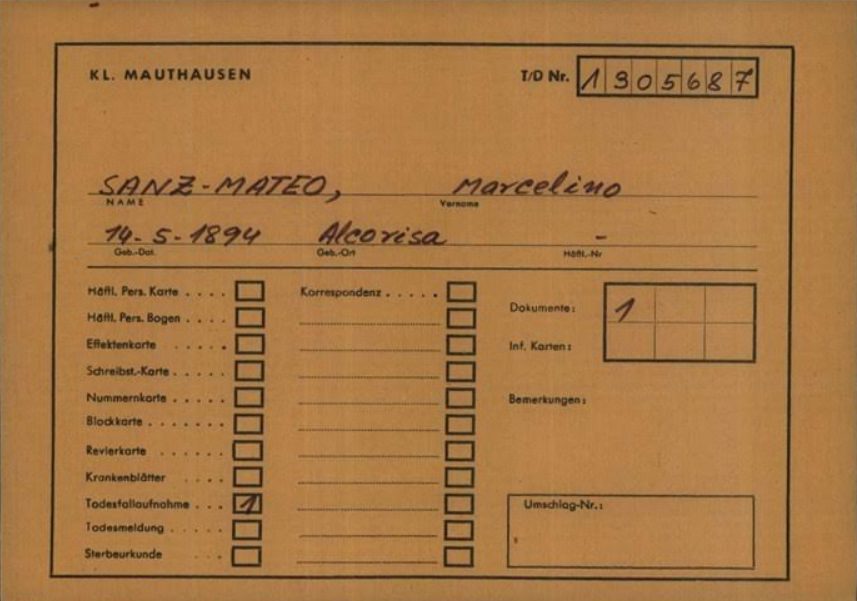 KL. MAUTHAUSEN T/D Nr. 1305687
SANZ-MATEO, Marcelino
NAME Vorname
14-5-1894 Alcorisa -
Geb.-Dat. Geb.-Ort Häftl.-Nr
Häftl. Pers. Karte . . . . Korrespondenz . . . . .
Häftl. Pers. Bogen . . . .
Dokumente: 1
Effektenkarte . . . . .
Inf. Karten:
Schreibst.-Karte . . . . .
Nummernkarte . . . . .
Bemerkungen:
Blockkarte . . . . . . .
Revierkarte . . . . . .
Krankenblätter . . . .
Todesfallaufnahme . . . 1
Umschlag-Nr.:
Todesmeldung . . . . .
Sterbeurkunde . . .